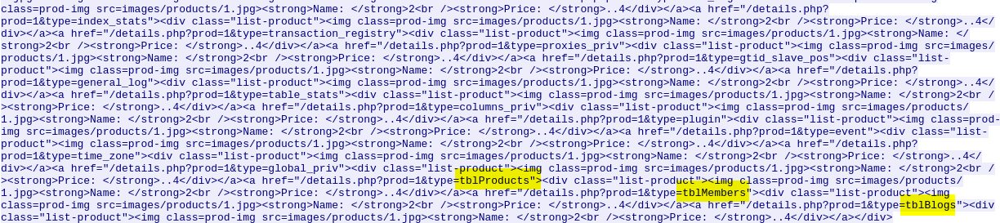 class=prod-img src=images/products/1.jpg><strong>Name: </strong>2<br /><strong>Price: </strong>..4</div></a><a href="/details.php?
prod=1&type=index_stats"><div class="list-product"><img class=prod-img src=images/products/1.jpg><strong>Name: </strong>2<br /><strong>Price: </strong>..4</
div></a><a href="/details.php?prod=1&type=transaction_registry"><div class="list-product"><img class=prod-img src=images/products/1.jpg><strong>Name: </
strong>2<br /><strong>Price: </strong>..4</div></a><a href="/details.php?prod=1&type=proxies_priv"><div class="list-product"><img class=prod-img src=images/
products/1.jpg><strong>Name: </strong>2<br /><strong>Price: </strong>..4</div></a><a href="/details.php?prod=1&type=gtid_slave_pos"><div class="list-
product"><img class=prod-img src=images/products/1.jpg><strong>Name: </strong>2<br /><strong>Price: </strong>..4</div></a><a href="/details.php?
prod=1&type=general_log"><div class="list-product"><img class=prod-img src=images/products/1.jpg><strong>Name: </strong>2<br /><strong>Price: </strong>..4</
div></a><a href="/details.php?prod=1&type=table_stats"><div class="list-product"><img class=prod-img src=images/products/1.jpg><strong>Name: </strong>2<br /
><strong>Price: </strong>..4</div></a><a href="/details.php?prod=1&type=columns_priv"><div class="list-product"><img class=prod-img src=images/products/
1.jpg><strong>Name: </strong>2<br /><strong>Price: </strong>..4</div></a><a href="/details.php?prod=1&type=plugin"><div class="list-product"><img class=prod-
img src=images/products/1.jpg><strong>Name: </strong>2<br /><strong>Price: </strong>..4</div></a><a href="/details.php?prod=1&type=event"><div class="list-
product"><img class=prod-img src=images/products/1.jpg><strong>Name: </strong>2<br /><strong>Price: </strong>..4</div></a><a href="/details.php?
prod=1&type=time_zone"><div class="list-product"><img class=prod-img src=images/products/1.jpg><strong>Name: </strong>2<br /><strong>Price: </strong>..4</
div></a><a href="/details.php?prod=1&type=global_priv"><div class="list-product"><img class=prod-img src=images/products/1.jpg><strong>Name: </strong>2<br /
><strong>Price: </strong>..4</div></a><a href="/details.php?prod=1&type=tblProducts"><div class="list-product"><img class=prod-img src=images/products/
1.jpg><strong>Name: </strong>2<br /><strong>Price: </strong>..4</div></a><a href="/details.php?prod=1&type=tblMembers"><div class="list-product"><img
class=prod-img src=images/products/1.jpg><strong>Name: </strong>2<br /><strong>Price: </strong>..4</div></a><a href="/details.php?prod=1&type=tblBlogs"><div
class="list-product"><img class=prod-img src=images/products/1.jpg><strong>Name: </strong>2<br /><strong>Price: </strong>..4</div></a></div>